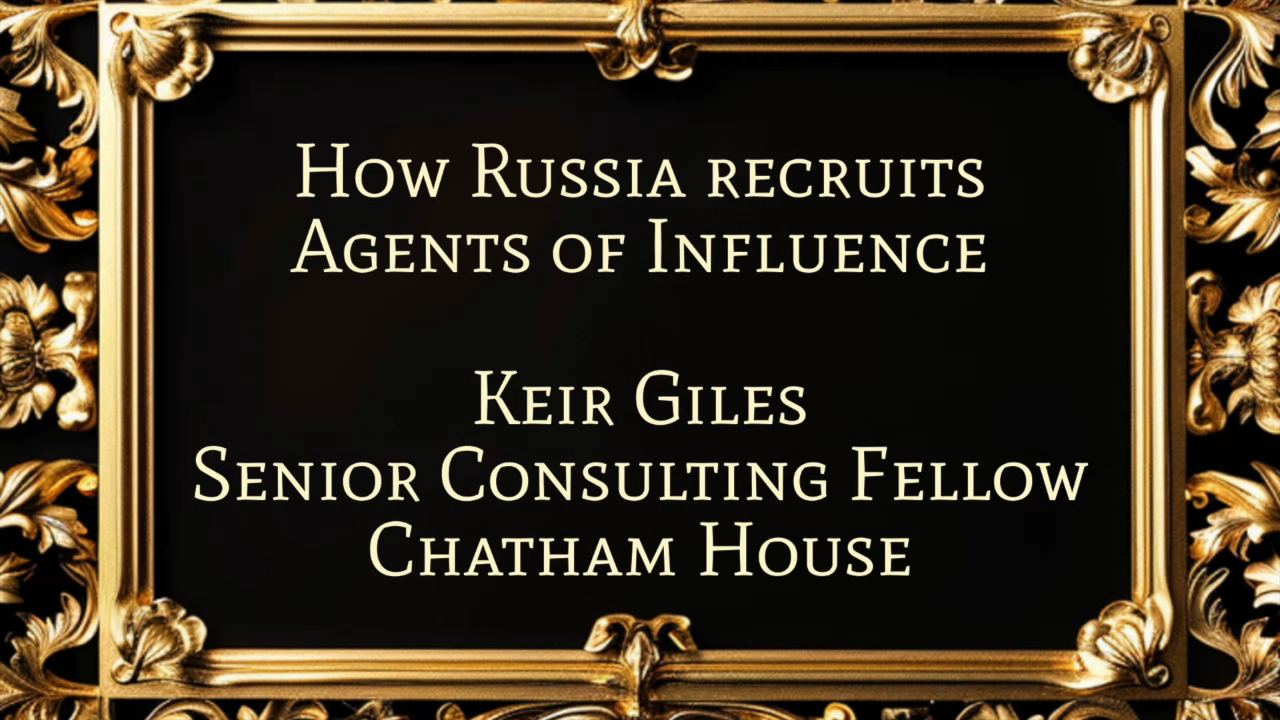 How Russia recruits
Agents of Influence
Keir Giles
Senior Consulting Fellow
Chatham House